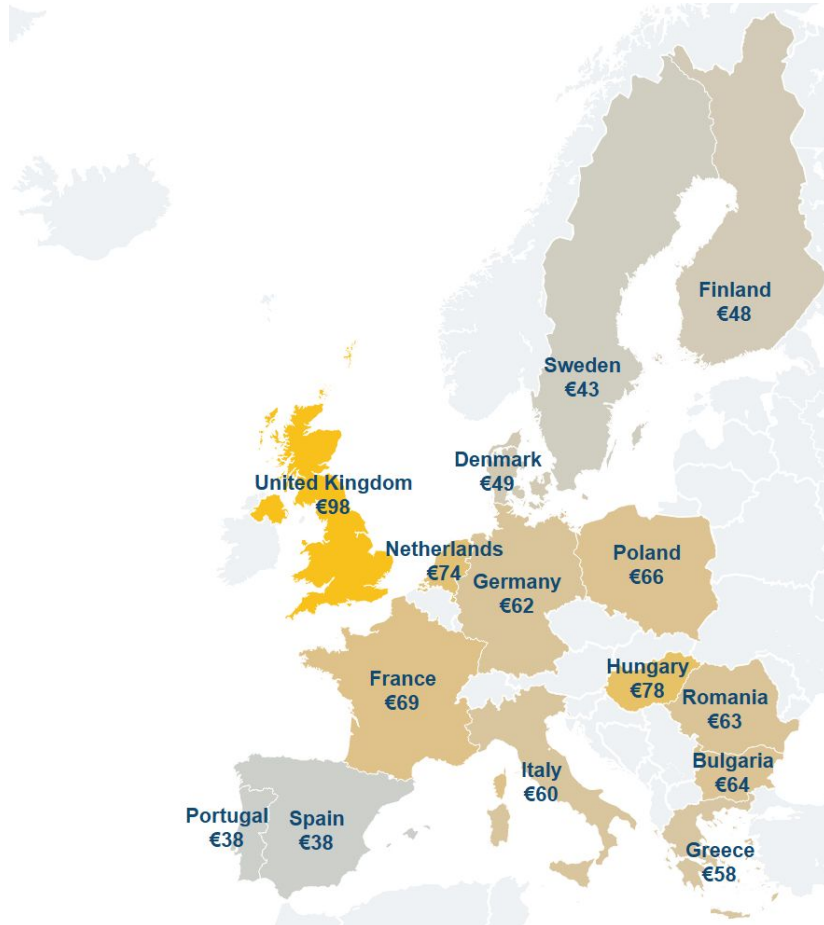 Finland
€48
Sweden
€43
Denmark
€49
United Kingdom
€98
Netherlands
€74
Germany
€62
Poland
€66
France
€69
Hungary
€78
Romania
€63
Bulgaria
€64
Italy
€60
Portugal
€38
Spain
€38
Greece
€58